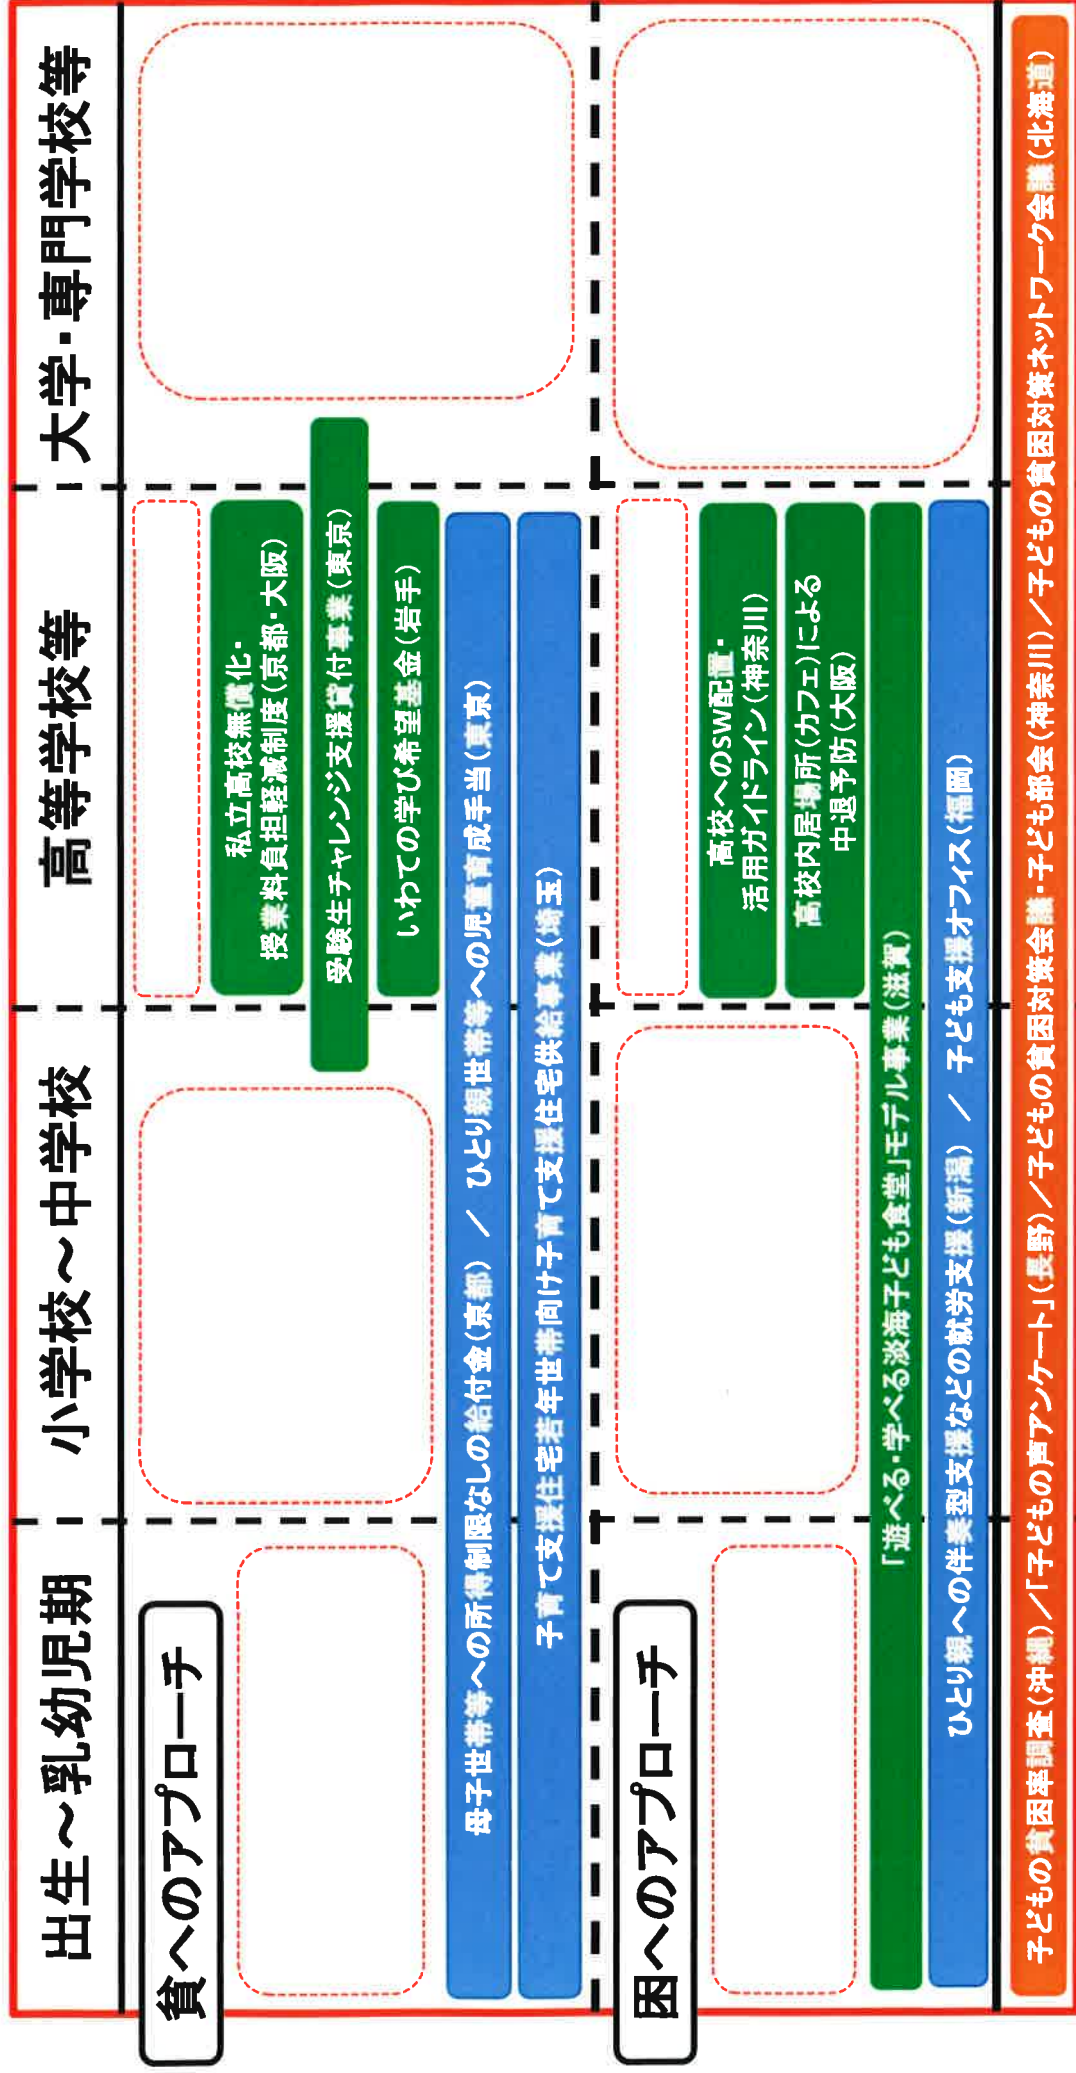 出生～乳幼児期
小学校～中学校
高等学校等
大学・専門学校等
貧へのアプローチ
私立高校無償化・
授業料負担軽減制度(京都・大阪)
受験生チャレンジ支援貸付事業(東京)
いわての学び希望基金(岩手)
母子世帯等への所得制限なしの給付金(京都) / ひとり親世帯等への児童育成手当(東京)
子育て支援住宅若年世帯向け子育て支援住宅供給事業(埼玉)
困へのアプローチ
高校へのSW配置・
活用ガイドライン(神奈川)
高校内居場所(カフェ)による
中退予防(大阪)
「遊べる・学べる淡海子ども食堂」モデル事業(滋賀)
ひとり親への伴奏型支援などの就労支援(新潟) / 子ども支援オフィス(福岡)
子どもの貧困率調査(沖縄)/「子どもの声アンケート」(長野)/子どもの貧困対策会議・子ども部会(神奈川)/子どもの貧困対策ネットワーク会議(北海道)